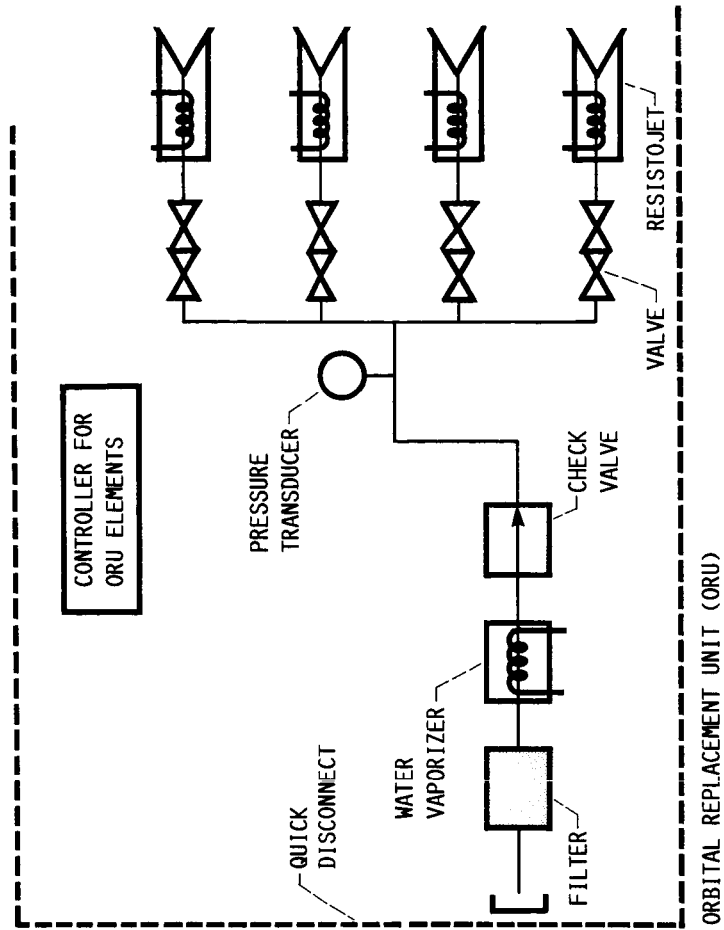 CONTROLLER FOR
ORU ELEMENTS
PRESSURE
TRANSDUCER
QUICK
DISCONNECT
WATER
VAPORIZER
FILTER
CHECK
VALVE
VALVE
RESISTOJET
ORBITAL REPLACEMENT UNIT (ORU)